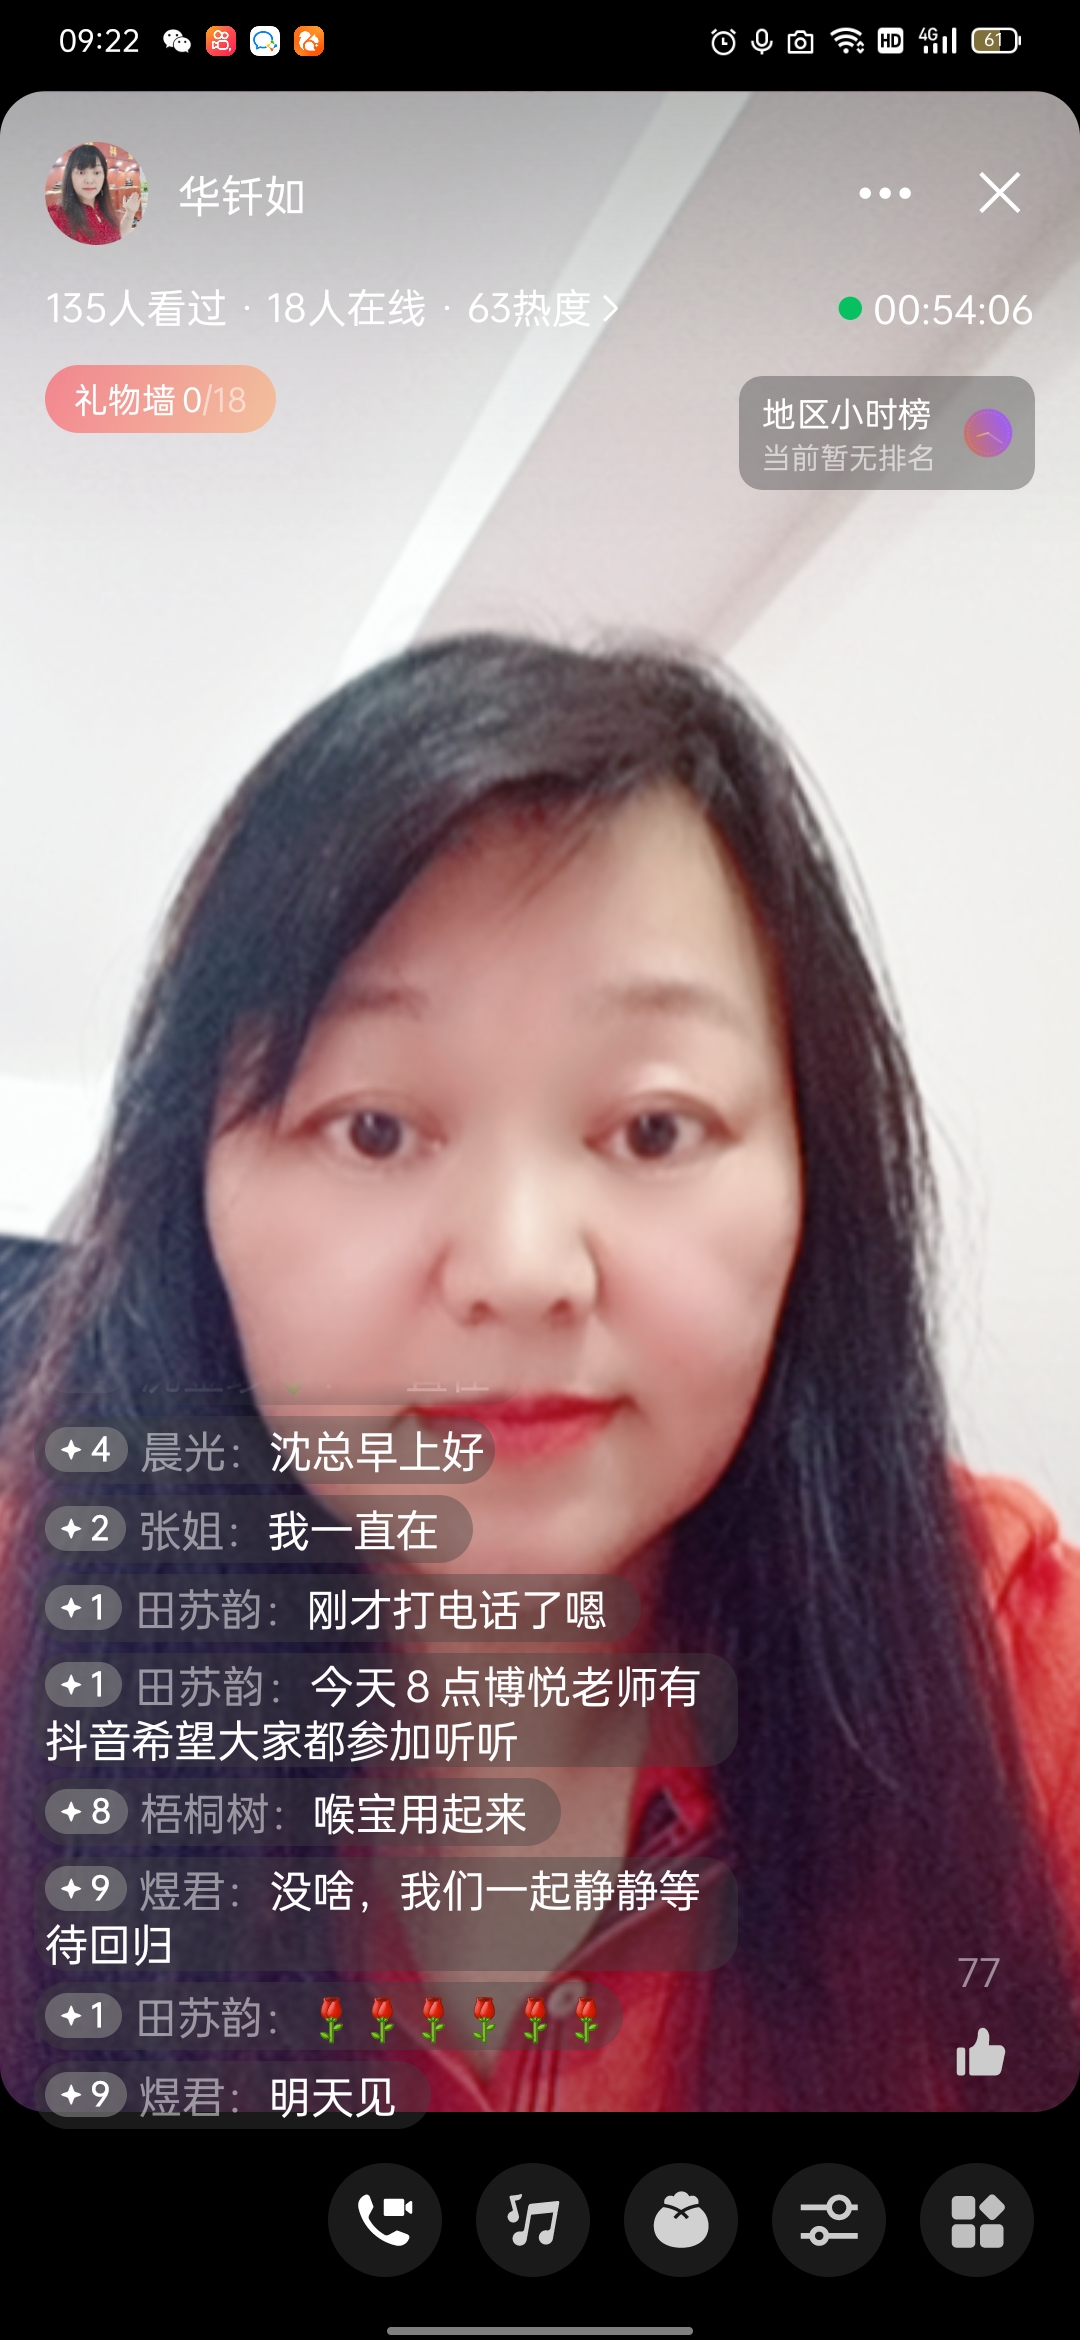 09:22
HD 4G 61
华钎如
135人看过 · 18人在线 · 63热度
00:54:06
礼物墙 0/18
地区小时榜
当前暂无排名
4 晨光：沈总早上好
2 张姐：我一直在
1 田苏韵：刚才打电话了嗯
1 田苏韵：今天８点博悦老师有
抖音希望大家都参加听听
8 梧桐树：喉宝用起来
9 煜君：没啥，我们一起静静等
待回归
77
1 田苏韵：🌹🌹🌹🌹🌹🌹
9 煜君：明天见